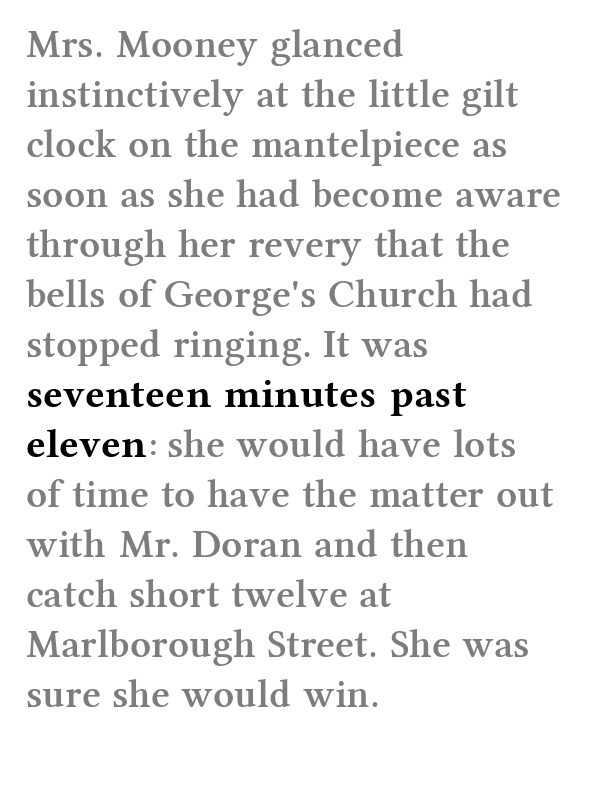 Mrs. Mooney glanced
instinctively at the little gilt
clock on the mantelpiece as
soon as she had become aware
through her revery that the
bells of George's Church had
stopped ringing. It was
seventeen minutes past
eleven: she would have lots
of time to have the matter out
with Mr. Doran and then
catch short twelve at
Marlborough Street. She was
sure she would win.